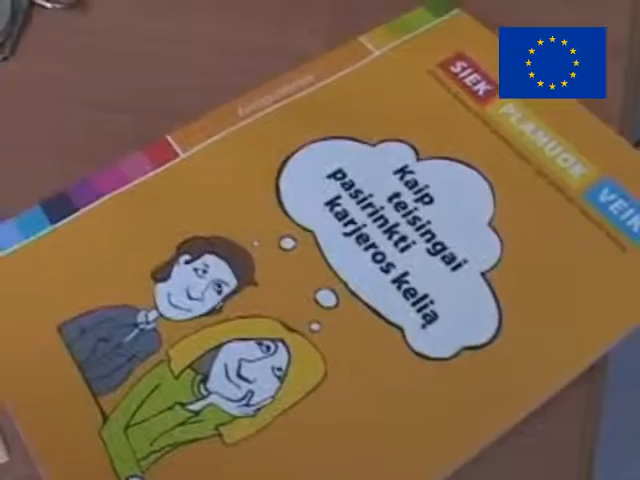 SIEK
PLANUOK
VEIK
Kaip
teisingai
pasirinkti
karjeros kelią